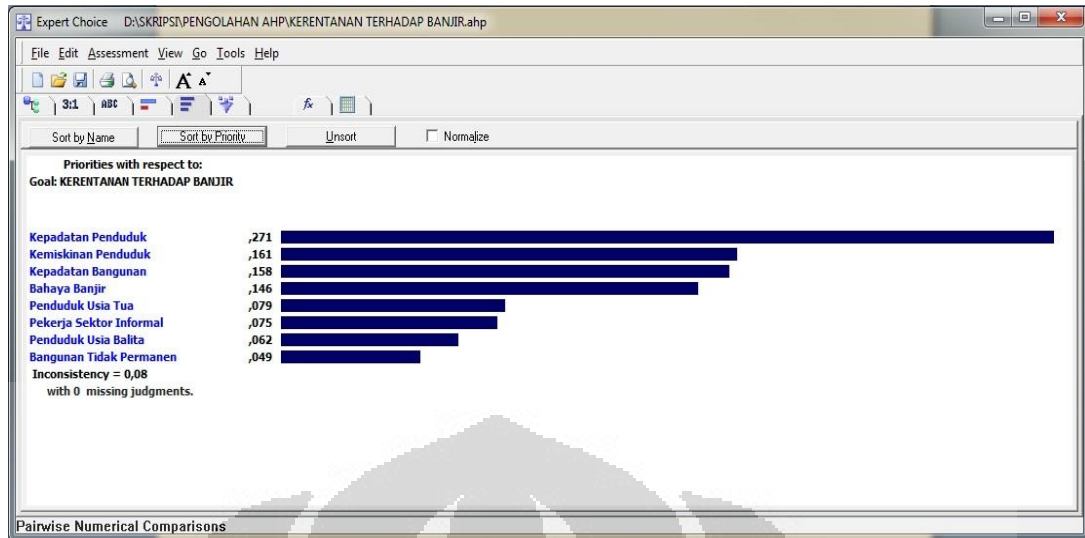 Expert Choice D:\SKRIPSI\PENGOLAHAN AHP\KERENTANAN TERHADAP BANJIR.ahp
File Edit Assessment View Go Tools Help
A A
3:1 ABC fx
Sort by Name Sort by Priority Unsort Normalize
Priorities with respect to:
Goal: KERENTANAN TERHADAP BANJIR
Kepadatan Penduduk ,271
Kemiskinan Penduduk ,161
Kepadatan Bangunan ,158
Bahaya Banjir ,146
Penduduk Usia Tua ,079
Pekerja Sektor Informal ,075
Penduduk Usia Balita ,062
Bangunan Tidak Permanen ,049
Inconsistency = 0,08
with 0 missing judgments.
Pairwise Numerical Comparisons